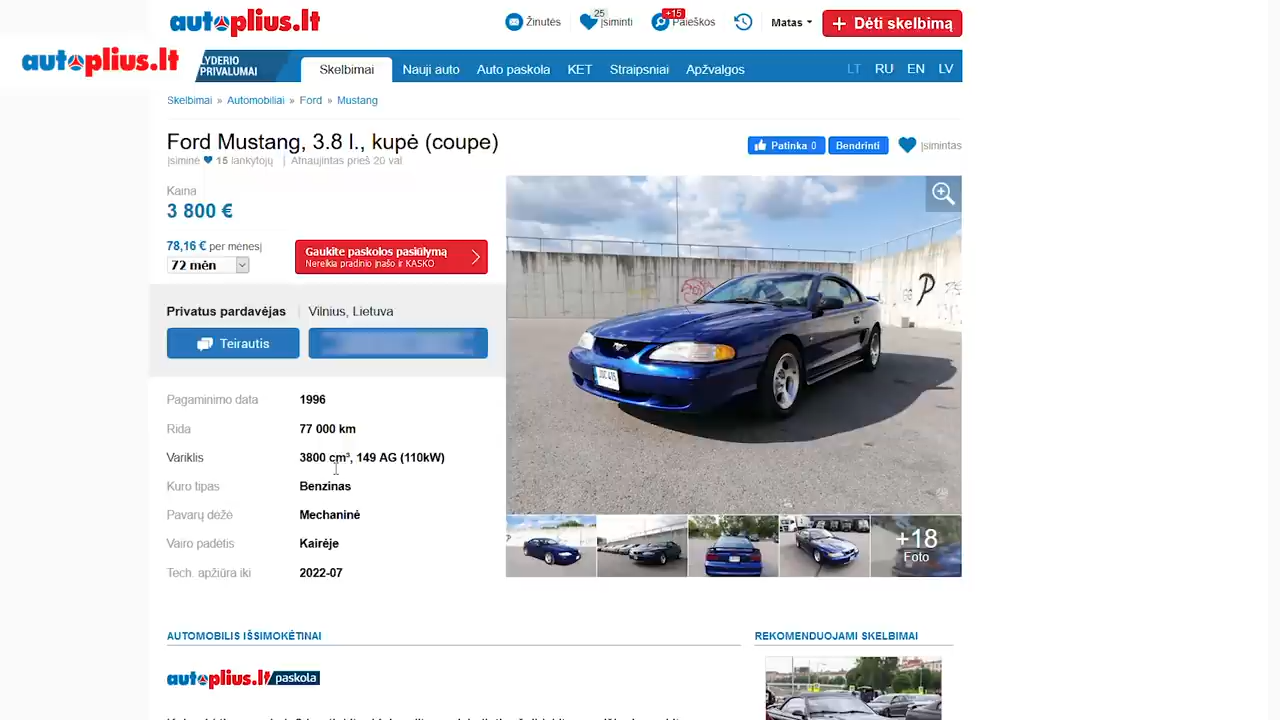 autoplius.lt
Žinutės
25
Įsiminti
+15
Paieškos
Matas
+ Dėti skelbimą
autoplius.lt
LYDERIO
PRIVALUMAI
Skelbimai
Nauji auto
Auto paskola
KET
Straipsniai
Apžvalgos
LT
RU
EN
LV
Skelbimai » Automobiliai » Ford » Mustang
Ford Mustang, 3.8 l., kupė (coupe)
Įsiminė 15 lankytojų | Atnaujintas prieš 20 val
Patinka 0
Bendrinti
Įsimintas
Kaina
3 800 €
78,16 € per mėnesį
72 mėn
Gaukite paskolos pasiūlymą
Nereikia pradinio įnašo ir KASKO
Privatus pardavėjas
Vilnius, Lietuva
Teirautis
Pagaminimo data 1996
Rida 77 000 km
Variklis 3800 cm³, 149 AG (110kW)
Kuro tipas Benzinas
Pavarų dėžė Mechaninė
Vairo padėtis Kairėje
Tech. apžiūra iki 2022-07
+18
Foto
AUTOMOBILIS IŠSIMOKĖTINAI
REKOMENDUOJAMI SKELBIMAI
autoplius.lt paskola